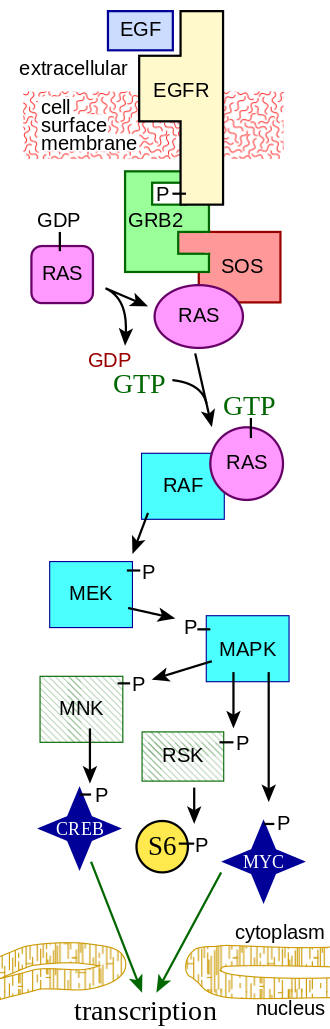 EGF
extracellular
EGFR
cell
surface
membrane
P
GDP
GRB2
RAS
SOS
RAS
GDP
GTP
GTP
RAS
RAF
P
MEK
P
MAPK
P
MNK
P
RSK
P
P
CREB
S6
P
MYC
cytoplasm
nucleus
transcription